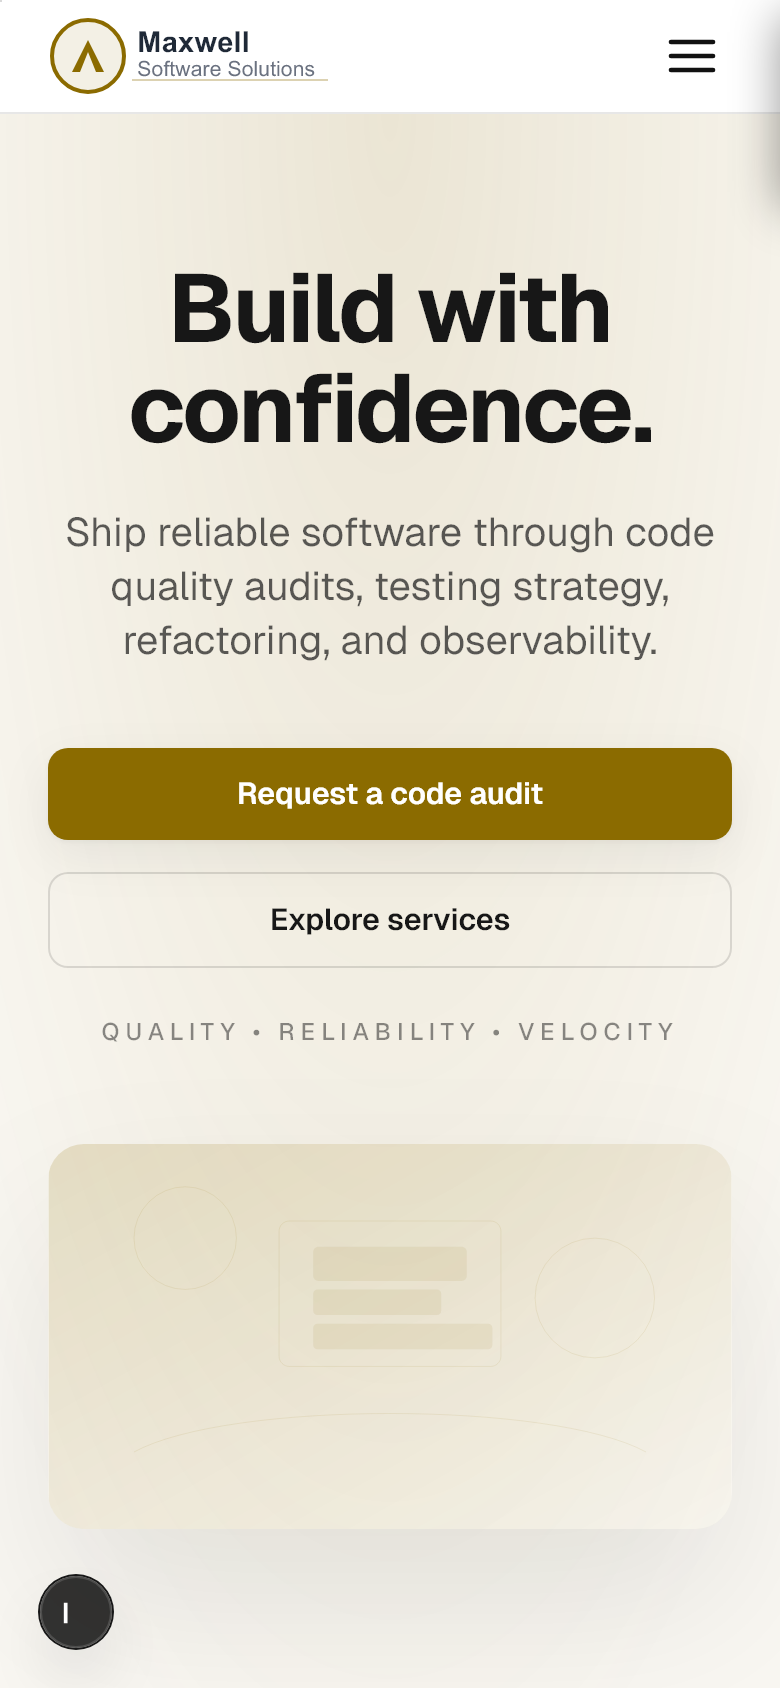 Maxwell
Software Solutions
Build with
confidence.
Ship reliable software through code
quality audits, testing strategy,
refactoring, and observability.
Request a code audit
Explore services
QUALITY • RELIABILITY • VELOCITY